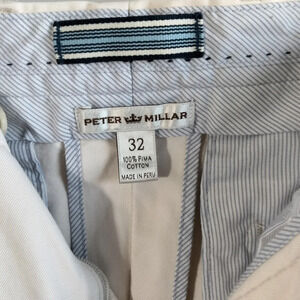 PETER MILLAR
32
100% PIMA
COTTON
MADE IN PERU